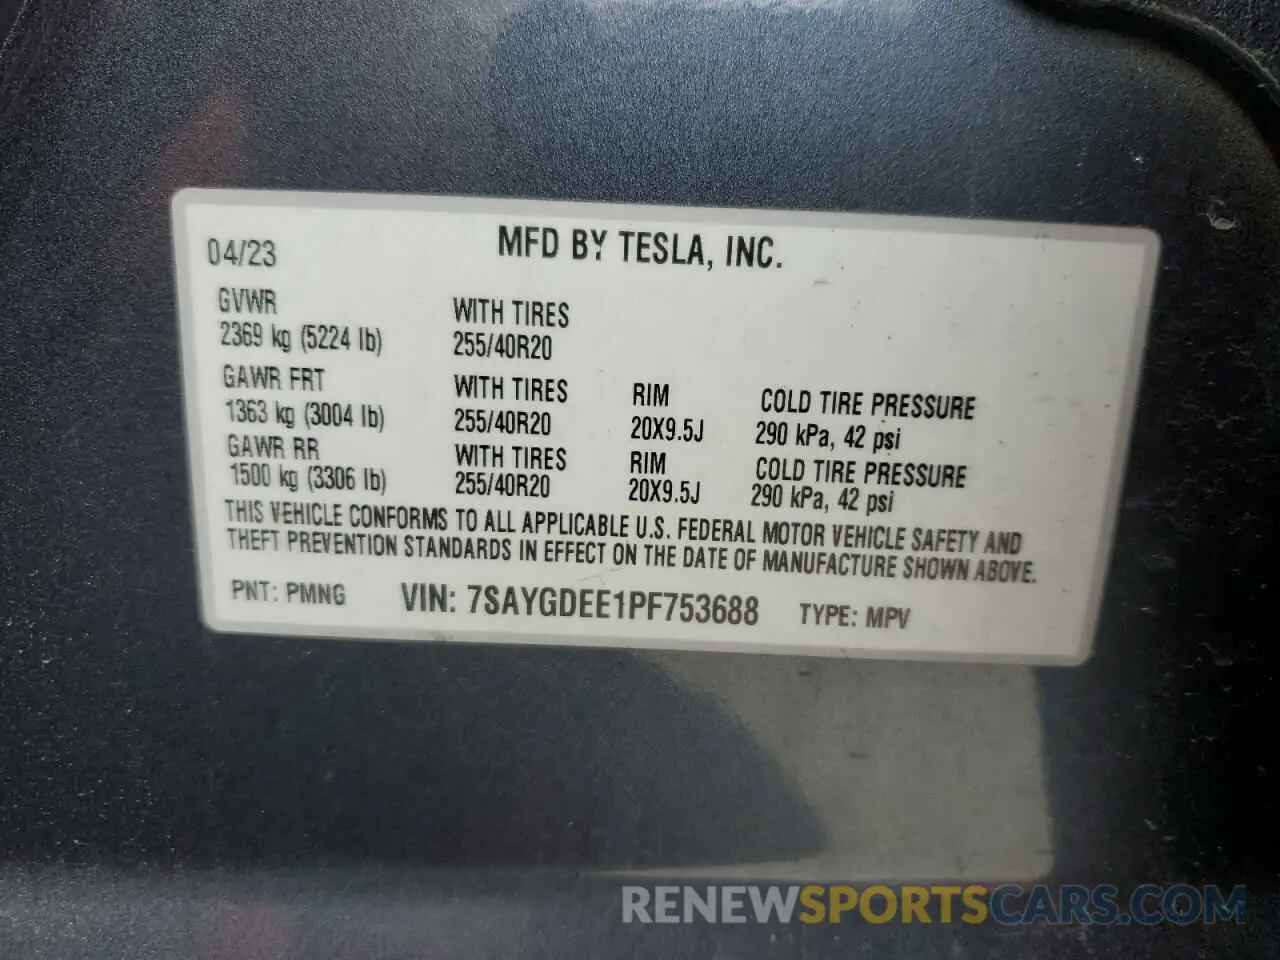 04/23 MFD BY TESLA, INC.
GVWR WITH TIRES
2369 kg (5224 lb) 255/40R20
GAWR FRT WITH TIRES RIM COLD TIRE PRESSURE
1363 kg (3004 lb) 255/40R20 20X9.5J 290 kPa, 42 psi
GAWR RR WITH TIRES RIM COLD TIRE PRESSURE
1500 kg (3306 lb) 255/40R20 20X9.5J 290 kPa, 42 psi
THIS VEHICLE CONFORMS TO ALL APPLICABLE U.S. FEDERAL MOTOR VEHICLE SAFETY AND
THEFT PREVENTION STANDARDS IN EFFECT ON THE DATE OF MANUFACTURE SHOWN ABOVE.
PNT: PMNG VIN: 7SAYGDEE1PF753688 TYPE: MPV
RENEWSPORTSCARS.COM